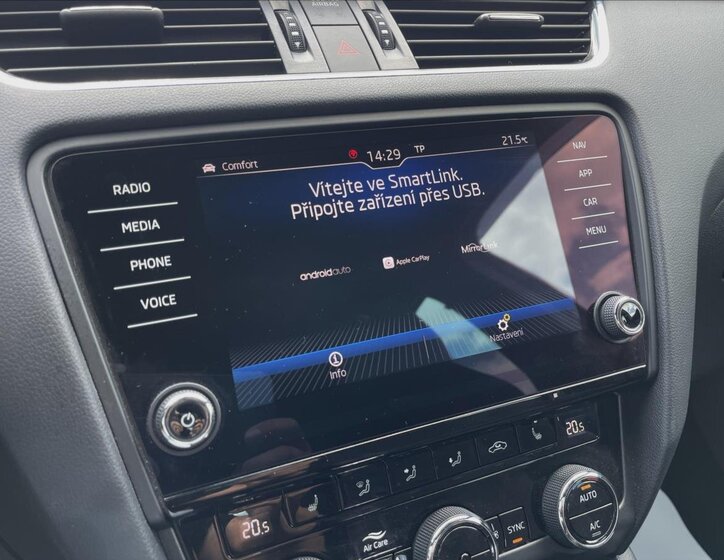 AIRBAG
Comfort
14:29
TP
21.5°C
RADIO
MEDIA
PHONE
VOICE
Vítejte ve SmartLink.
Připojte zařízení přes USB.
androidauto
Apple CarPlay
MirrorLink
Info
Nastavení
NAV
APP
CAR
MENU
20.5
20.5
Air Care
SYNC
AUTO
A/C